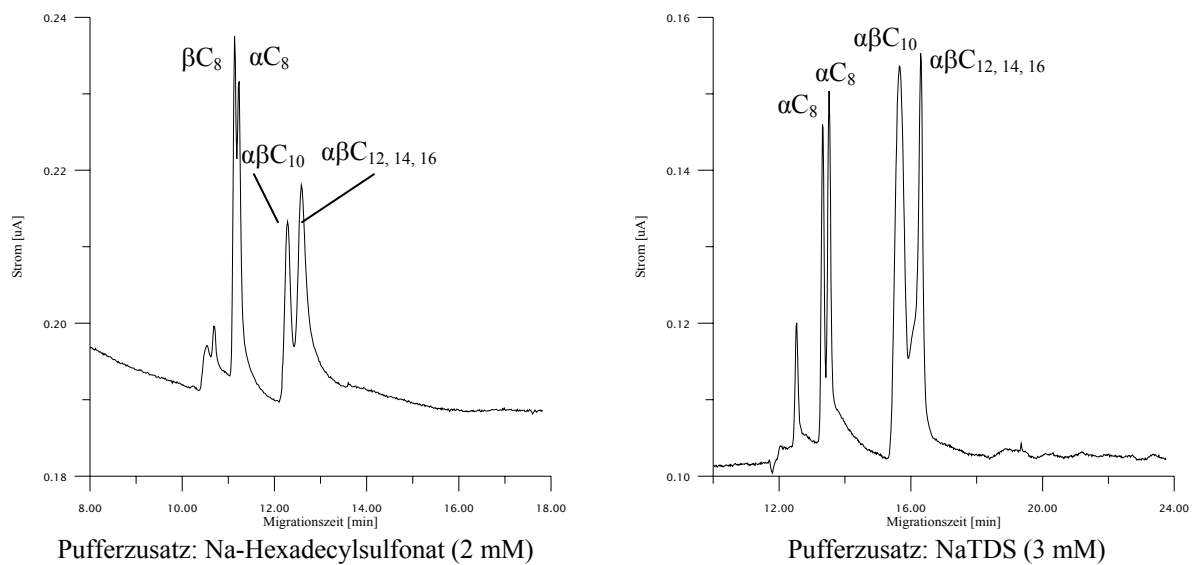 0.24
0.22
0.20
0.18
Strom [uA]
βC8
αC8
αβC10
αβC12, 14, 16
8.00 10.00 12.00 14.00 16.00 18.00
Migrationszeit [min]
Pufferzusatz: Na-Hexadecylsulfonat (2 mM)
0.16
0.14
0.12
0.10
Strom [uA]
αC8
αC8
αβC10
αβC12, 14, 16
12.00 16.00 20.00 24.00
Migrationszeit [min]
Pufferzusatz: NaTDS (3 mM)